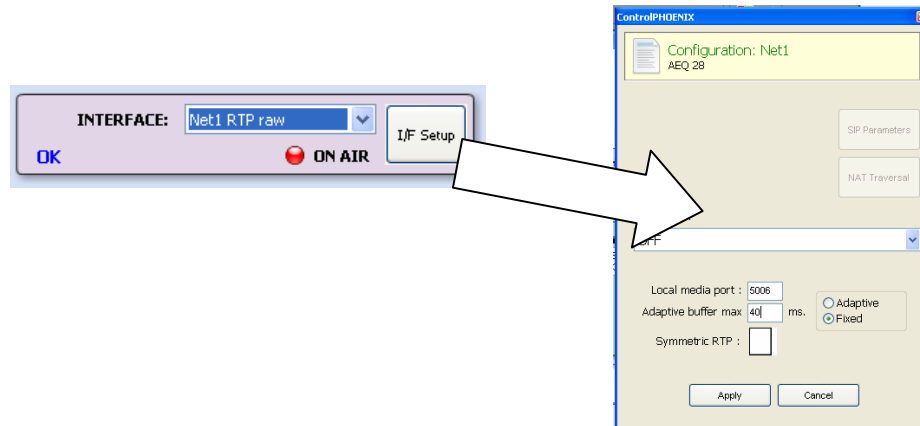 INTERFACE: Net1 RTP raw
I/F Setup
OK
ON AIR
ControlPHOENIX
Configuration: Net1
AEQ 28
SIP Parameters
NAT Traversal
OFF
Local media port : 5006
Adaptive buffer max 40 ms.
Adaptive
Fixed
Symmetric RTP :
Apply
Cancel